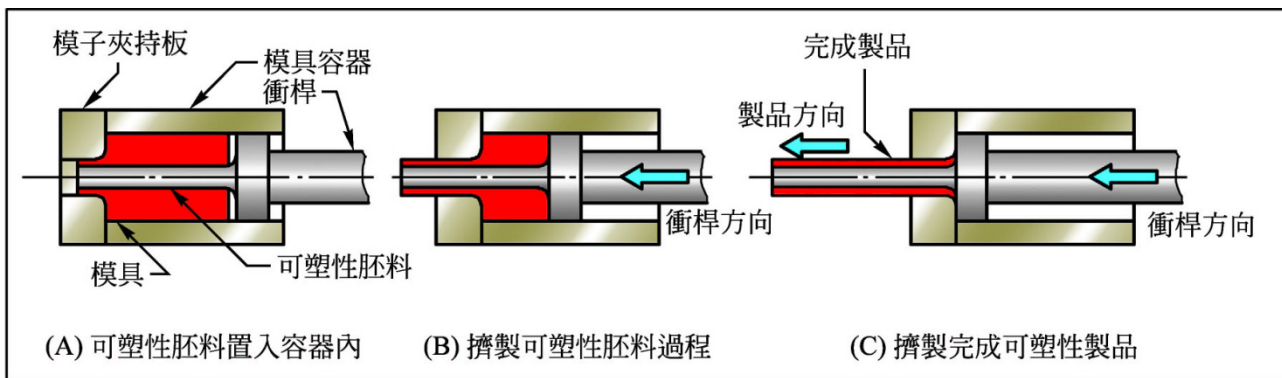 模子夾持板
模具容器
衝桿
完成製品
製品方向
衝桿方向
衝桿方向
模具
可塑性胚料
(A) 可塑性胚料置入容器內
(B) 擠製可塑性胚料過程
(C) 擠製完成可塑性製品